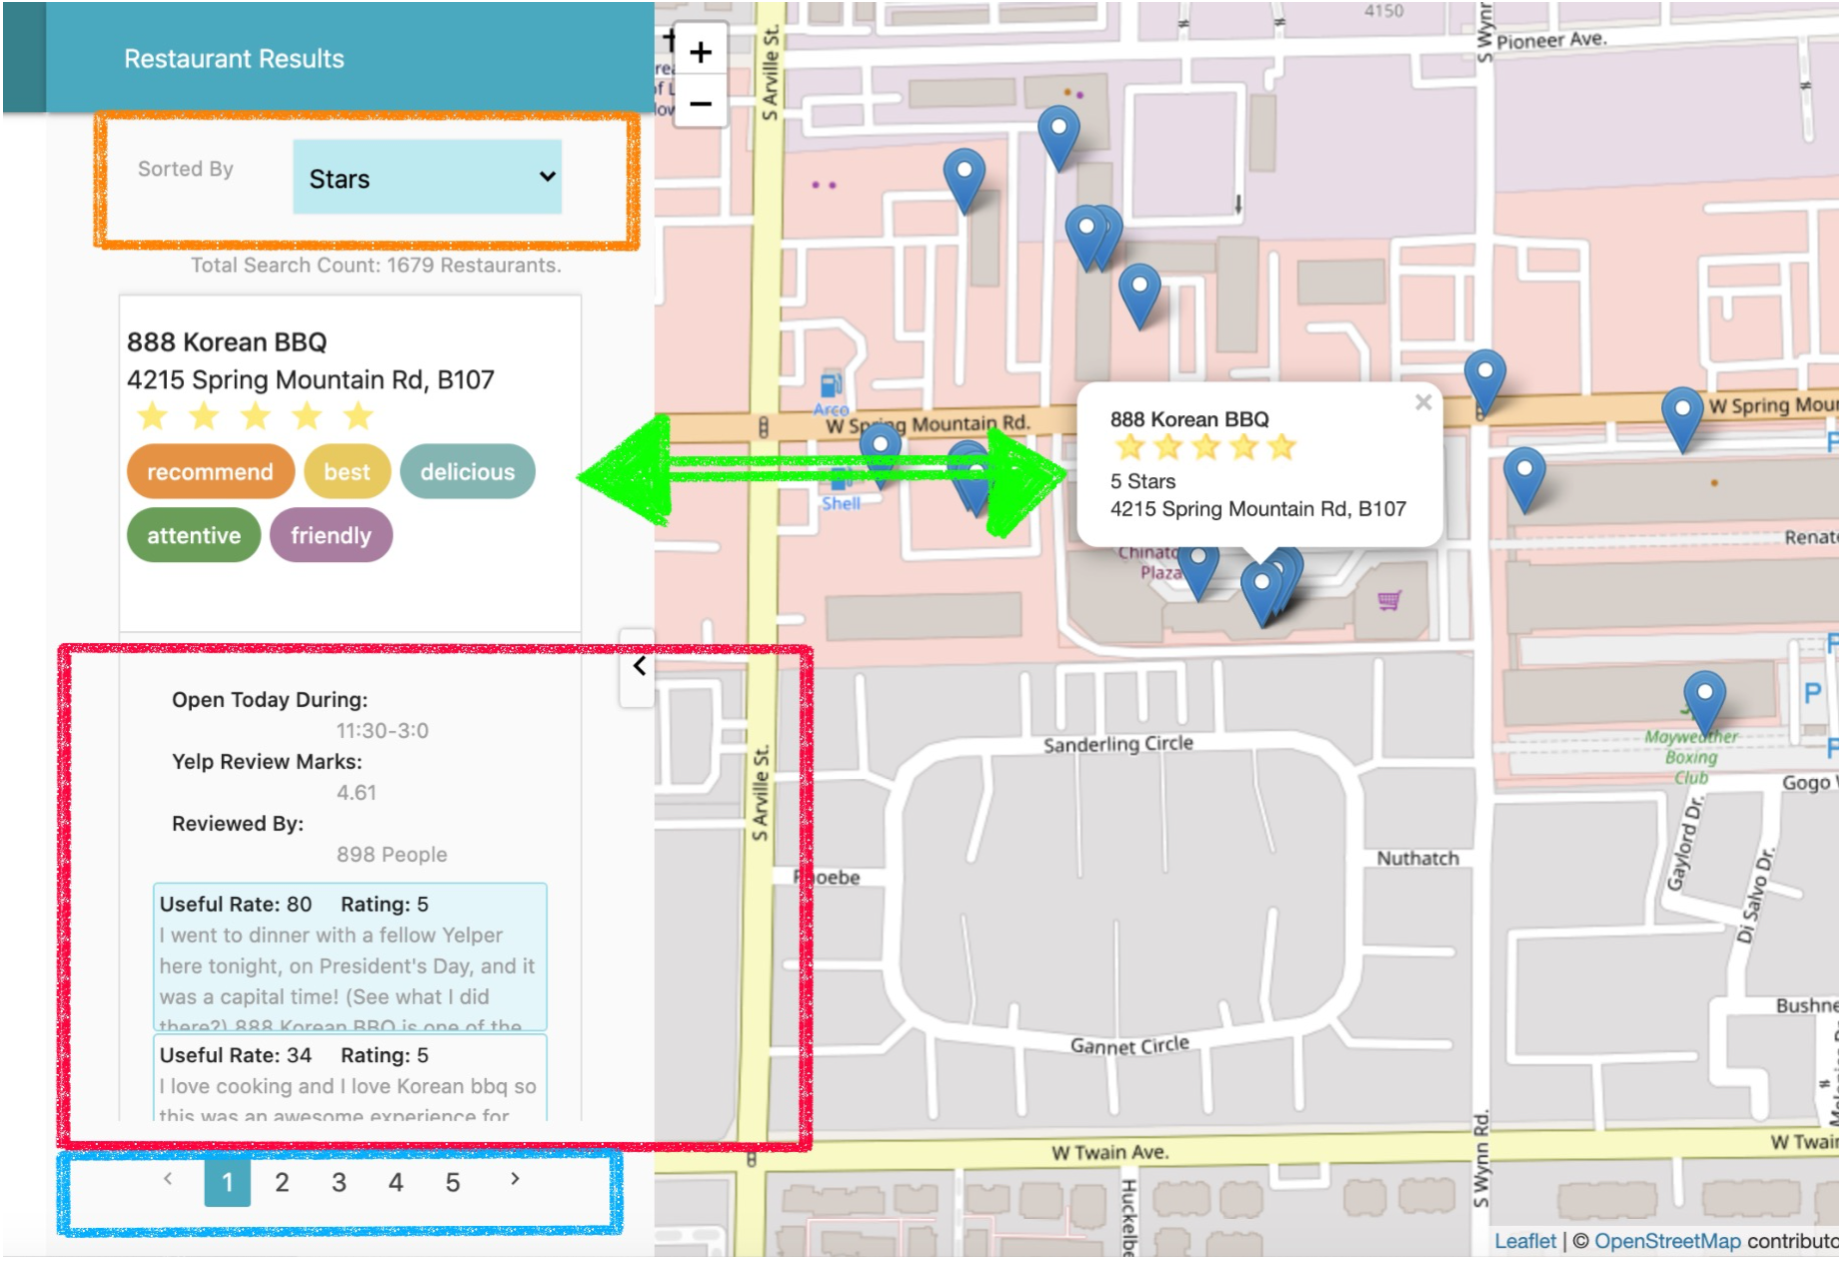 Restaurant Results
Sorted By
Stars
Total Search Count: 1679 Restaurants.
888 Korean BBQ
4215 Spring Mountain Rd, B107
recommend
best
delicious
attentive
friendly
Open Today During:
11:30-3:0
Yelp Review Marks:
4.61
Reviewed By:
898 People
Useful Rate: 80 Rating: 5
I went to dinner with a fellow Yelper
here tonight, on President's Day, and it
was a capital time! (See what I did
there?) 888 Korean BBQ is one of the
Useful Rate: 34 Rating: 5
I love cooking and I love Korean bbq so
this was an awesome experience for
< 1 2 3 4 5 >
+
−
4150
S Arville St.
Pioneer Ave.
S Wynn
Arco
W Spring Mountain Rd.
Shell
888 Korean BBQ
5 Stars
4215 Spring Mountain Rd, B107
W Spring Moun
P
Renat
Plaza
P
P
P
Mayweather
Boxing
Club
Gogo
Sanderling Circle
S Arville St.
Phoebe
Nuthatch
Gaylord Dr.
Di Salvo Dr.
Bushne
Gannet Circle
W Twain Ave.
W Twain
S Wynn Rd.
Huckelbe
Leaflet | © OpenStreetMap contributo